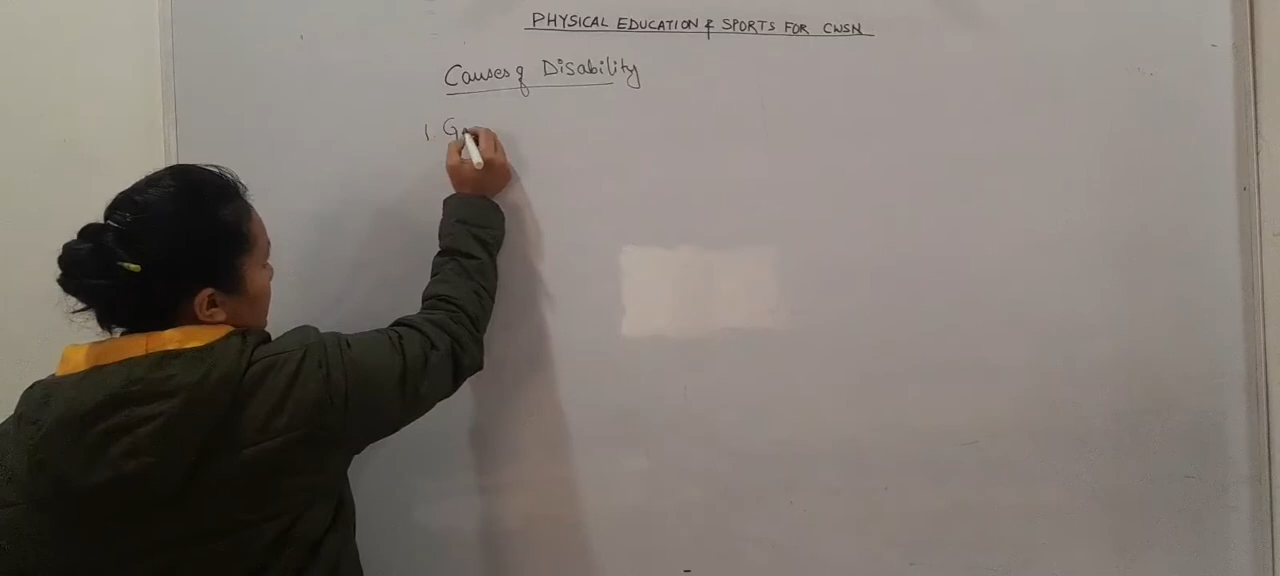 PHYSICAL EDUCATION & SPORTS FOR CWSN
Causes of Disability
1. G